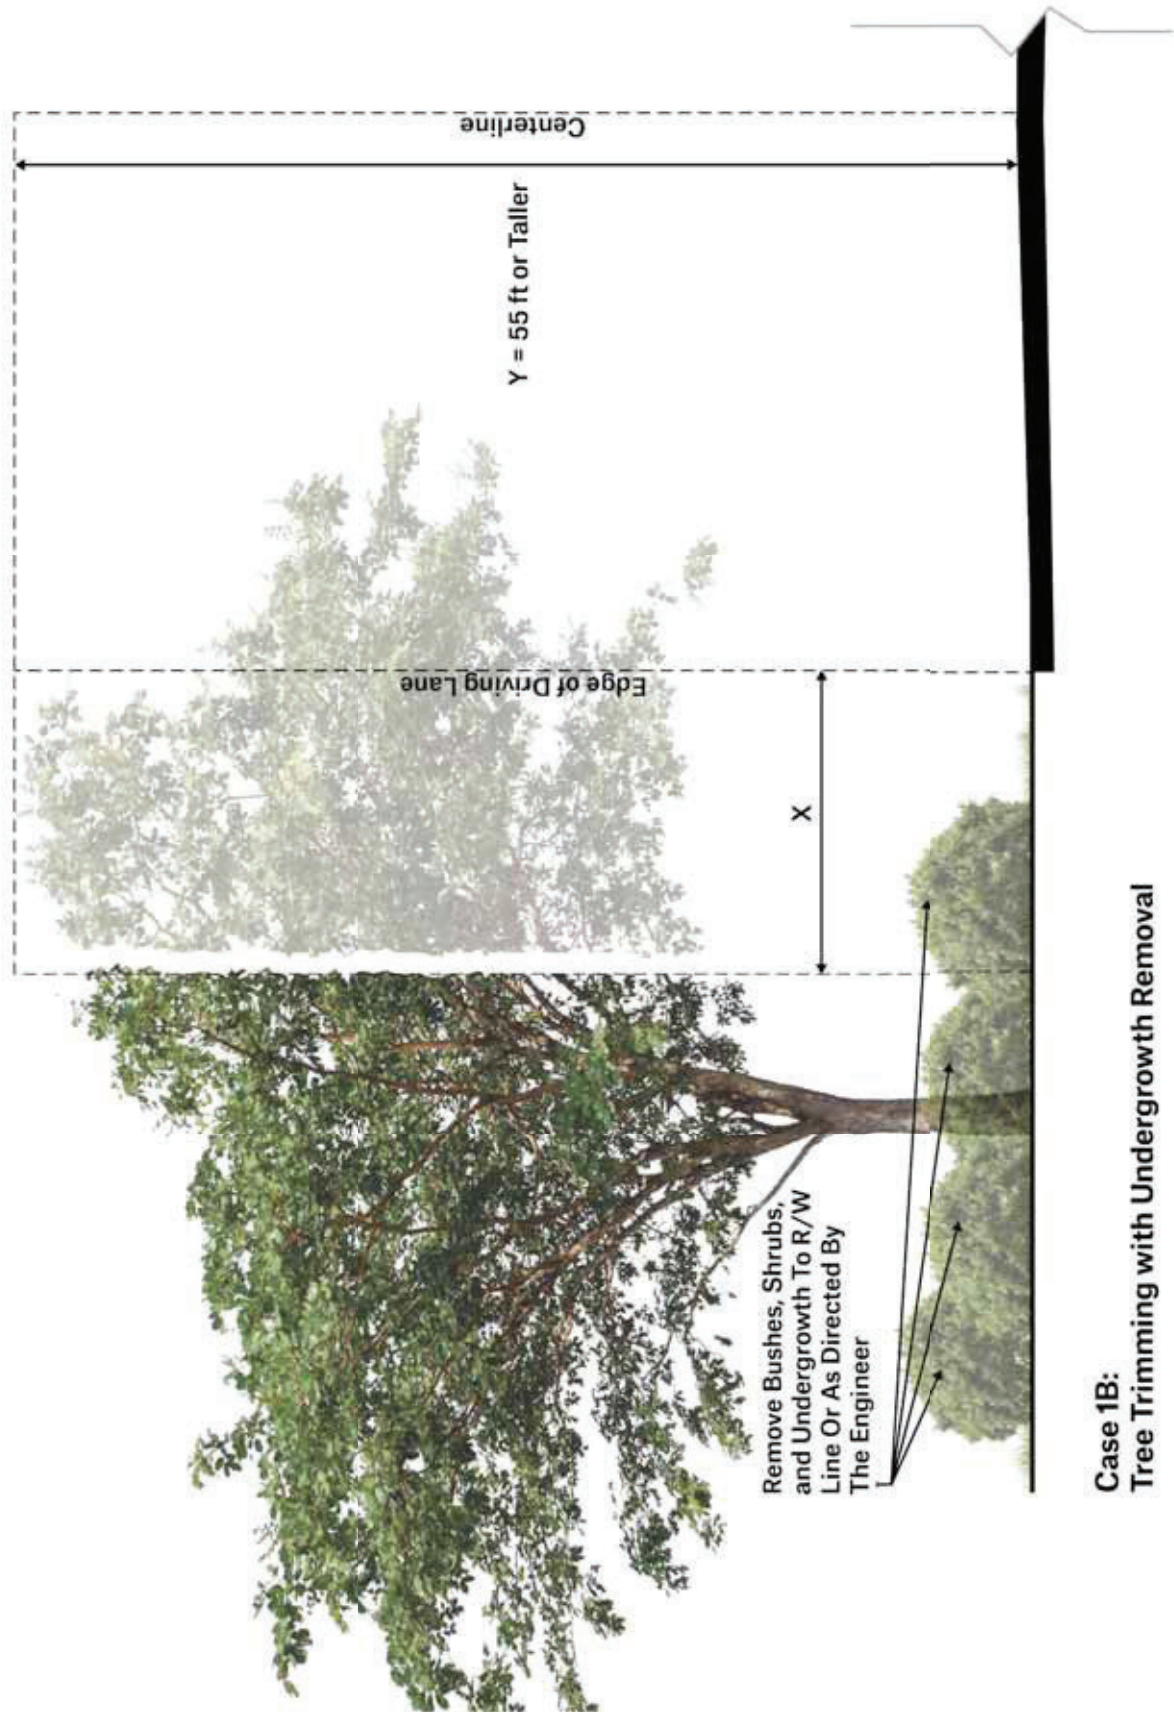 Centerline
Y = 55 ft or Taller
Edge of Driving Lane
X
Remove Bushes, Shrubs,
and Undergrowth To R/W
Line Or As Directed By
The Engineer
Case 1B:
Tree Trimming with Undergrowth Removal